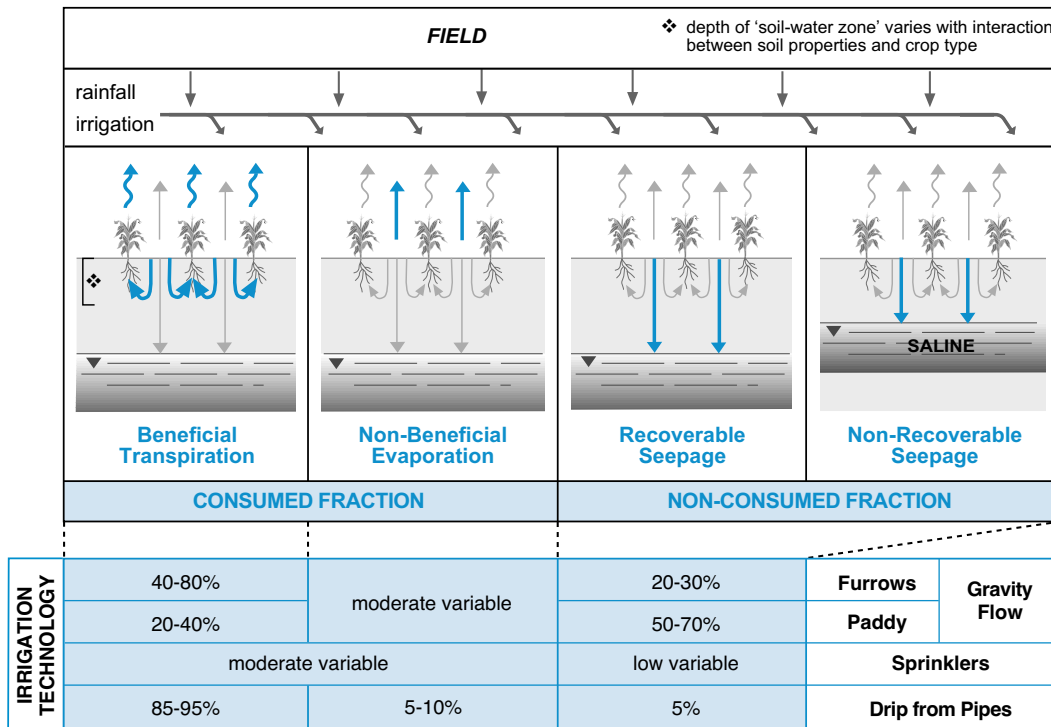 FIELD
❖ depth of ‘soil-water zone’ varies with interaction
between soil properties and crop type
rainfall
irrigation
❖
SALINE
Beneficial
Transpiration
Non-Beneficial
Evaporation
Recoverable
Seepage
Non-Recoverable
Seepage
CONSUMED FRACTION
NON-CONSUMED FRACTION
IRRIGATION
TECHNOLOGY
40-80%
moderate variable
20-30%
Furrows
Gravity
Flow
20-40%
50-70%
Paddy
moderate variable
low variable
Sprinklers
85-95%
5-10%
5%
Drip from Pipes